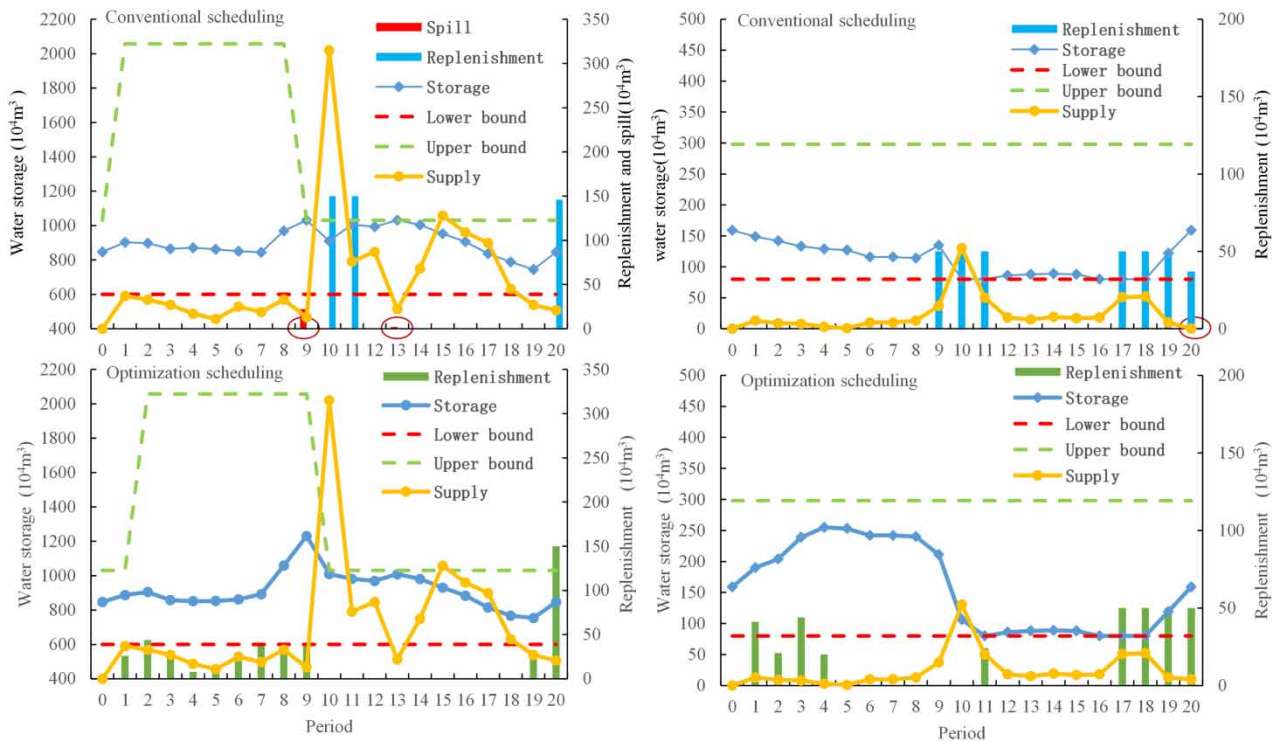 Conventional scheduling
Water storage (10⁴m³)
2200
2000
1800
1600
1400
1200
1000
800
600
400
Spill
Replenishment
Storage
Lower bound
Upper bound
Supply
350
300
250
200
150
100
50
0
Replenishment and spill(10⁴m³)
0 1 2 3 4 5 6 7 8 9 10 11 12 13 14 15 16 17 18 19 20
Conventional scheduling
water storage(10⁴m³)
500
450
400
350
300
250
200
150
100
50
0
Replenishment
Storage
Lower bound
Upper bound
Supply
200
150
100
50
0
Replenishment (10⁴m³)
0 1 2 3 4 5 6 7 8 9 10 11 12 13 14 15 16 17 18 19 20
Optimization scheduling
Water storage (10⁴m³)
2200
2000
1800
1600
1400
1200
1000
800
600
400
Replenishment
Storage
Lower bound
Upper bound
Supply
350
300
250
200
150
100
50
0
Replenishment (10⁴m³)
0 1 2 3 4 5 6 7 8 9 10 11 12 13 14 15 16 17 18 19 20
Period
Optimization scheduling
Water storage (10⁴m³)
500
450
400
350
300
250
200
150
100
50
0
Replenishment
Storage
Lower bound
Upper bound
Supply
200
150
100
50
0
Replenishment (10⁴m³)
0 1 2 3 4 5 6 7 8 9 10 11 12 13 14 15 16 17 18 19 20
Period